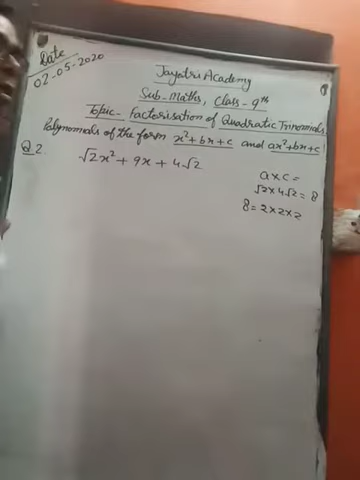 Date
02-05-2020
Jayatri Academy
Sub-Maths, Class-9th
Topic- Factorisation of Quadratic Trinomials
Polynomials of the form x²+bx+c and ax²+bx+c
Q2. √2x² + 9x + 4√2
a×c=
√2×4√2 = 8
8=2×2×2